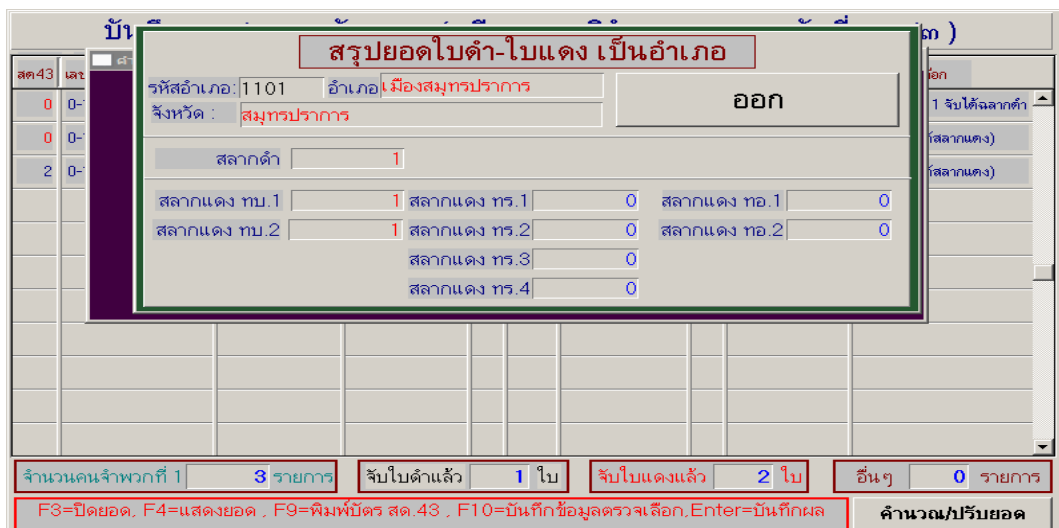 สรุปยอดใบดำ-ใบแดง เป็นอำเภอ
รหัสอำเภอ: 1101 อำเภอ เมืองสมุทรปราการ
จังหวัด : สมุทรปราการ
ออก
สลากดำ 1
สลากแดง ทบ.1 1 สลากแดง ทร.1 0 สลากแดง ทอ.1 0
สลากแดง ทบ.2 1 สลากแดง ทร.2 0 สลากแดง ทอ.2 0
สลากแดง ทร.3 0
สลากแดง ทร.4 0
สด43
0 0- 1 จับได้ฉลากดำ
0 0- สลากแดง)
2 0- สลากแดง)
จำนวนคนจำพวกที่ 1 3 รายการ จับใบดำแล้ว 1 ใบ จับใบแดงแล้ว 2 ใบ อื่นๆ 0 รายการ
F3=ปิดยอด, F4=แสดงยอด , F9=พิมพ์บัตร สด.43 , F10=บันทึกข้อมูลตรวจเลือก,Enter=บันทึกผล คำนวณ/ปรับยอด